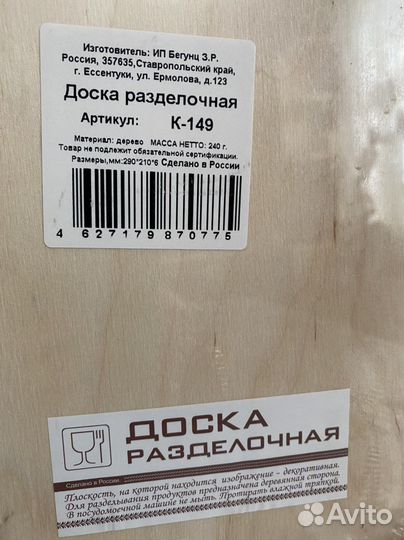 Изготовитель: ИП Бегунц З.Р.
Россия, 357635,Ставропольский край,
г. Ессентуки, ул. Ермолова, д.123
Доска разделочная
Артикул: К-149
Материал: дерево МАССА НЕТТО: 240 г.
Товар не подлежит обязательной сертификации.
Размеры,мм:290*210*6 Сделано в России
4 627179 870775
ДОСКА
РАЗДЕЛОЧНАЯ
Сделано в России.
Плоскость, на которой находится изображение - декоративная.
Для разделывания продуктов предназначена деревянная сторона.
В посудомоечной машине не мыть. Протирать влажной тряпкой.
Avito